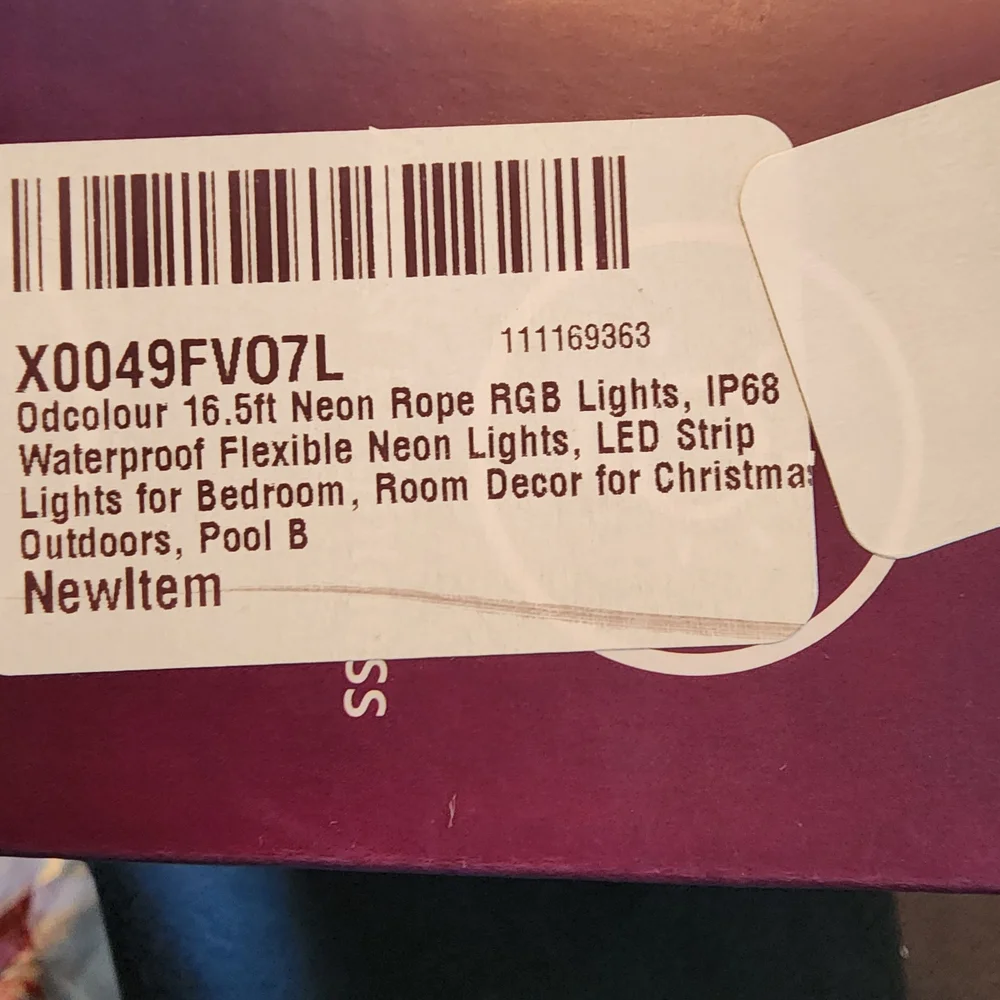 X0049FVO7L
111169363
Odcolour 16.5ft Neon Rope RGB Lights, IP68
Waterproof Flexible Neon Lights, LED Strip
Lights for Bedroom, Room Decor for Christmas
Outdoors, Pool B
NewItem
SS